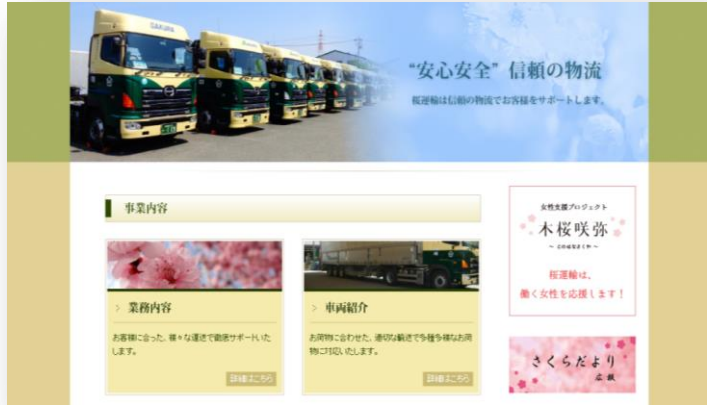 SAKURA
“安心安全” 信頼の物流
桜運輸は信頼の物流でお客様をサポートします。
事業内容
業務内容
お客様に合った、様々な運送で徹底サポートいた
します。
詳細はこちら
車両紹介
お荷物に合わせた、適切な輸送で多種多様なお荷
物に対応いたします。
詳細はこちら
女性支援プロジェクト
木桜咲弥
～ このはなさくや ～
桜運輸は、
働く女性を応援します！
さくらだより
広報